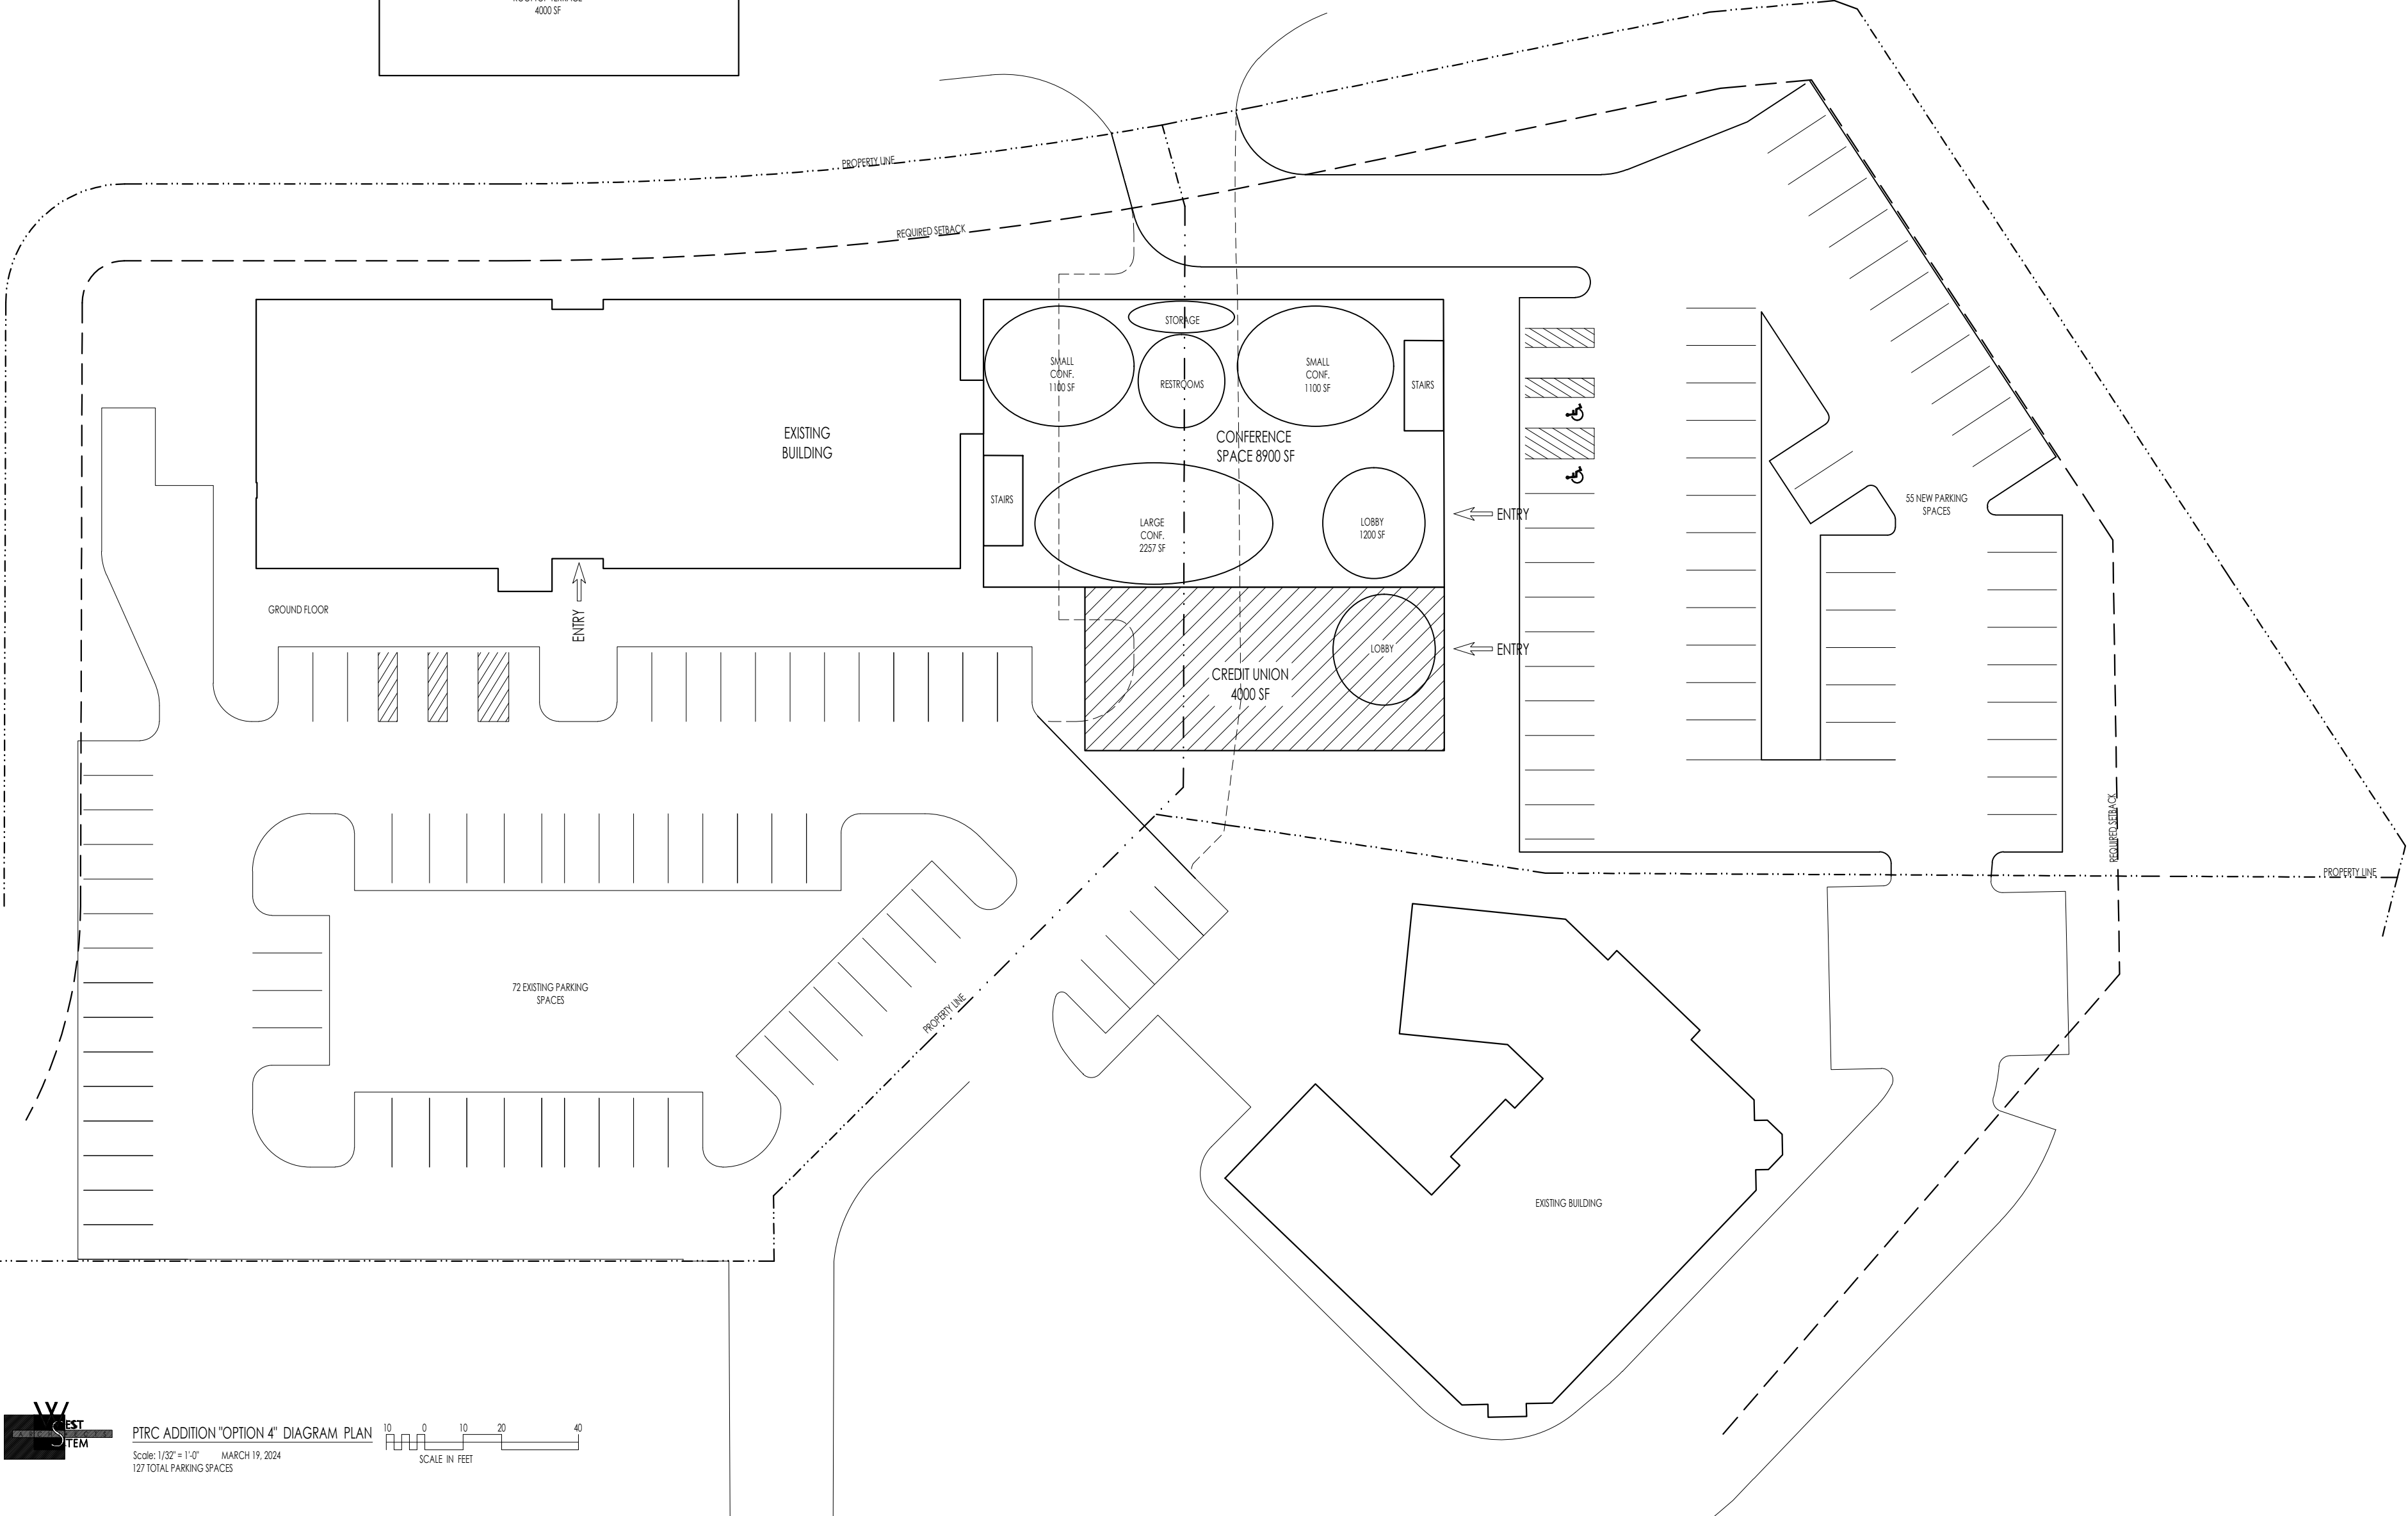 ROOFTOP TERRACE
4000 SF
PROPERTY LINE
REQUIRED SETBACK
STORAGE
SMALL
CONF.
1100 SF
RESTROOMS
SMALL
CONF.
1100 SF
STAIRS
EXISTING
BUILDING
CONFERENCE
SPACE 8900 SF
STAIRS
LARGE
CONF.
2257 SF
LOBBY
1200 SF
ENTRY
55 NEW PARKING
SPACES
GROUND FLOOR
ENTRY
LOBBY
ENTRY
CREDIT UNION
4000 SF
REQUIRED SETBACK
PROPERTY LINE
72 EXISTING PARKING
SPACES
PROPERTY LINE
EXISTING BUILDING
WEST
STEM
PTRC ADDITION "OPTION 4" DIAGRAM PLAN
Scale: 1/32" = 1'-0" MARCH 19, 2024
127 TOTAL PARKING SPACES
10 0 10 20 40
SCALE IN FEET